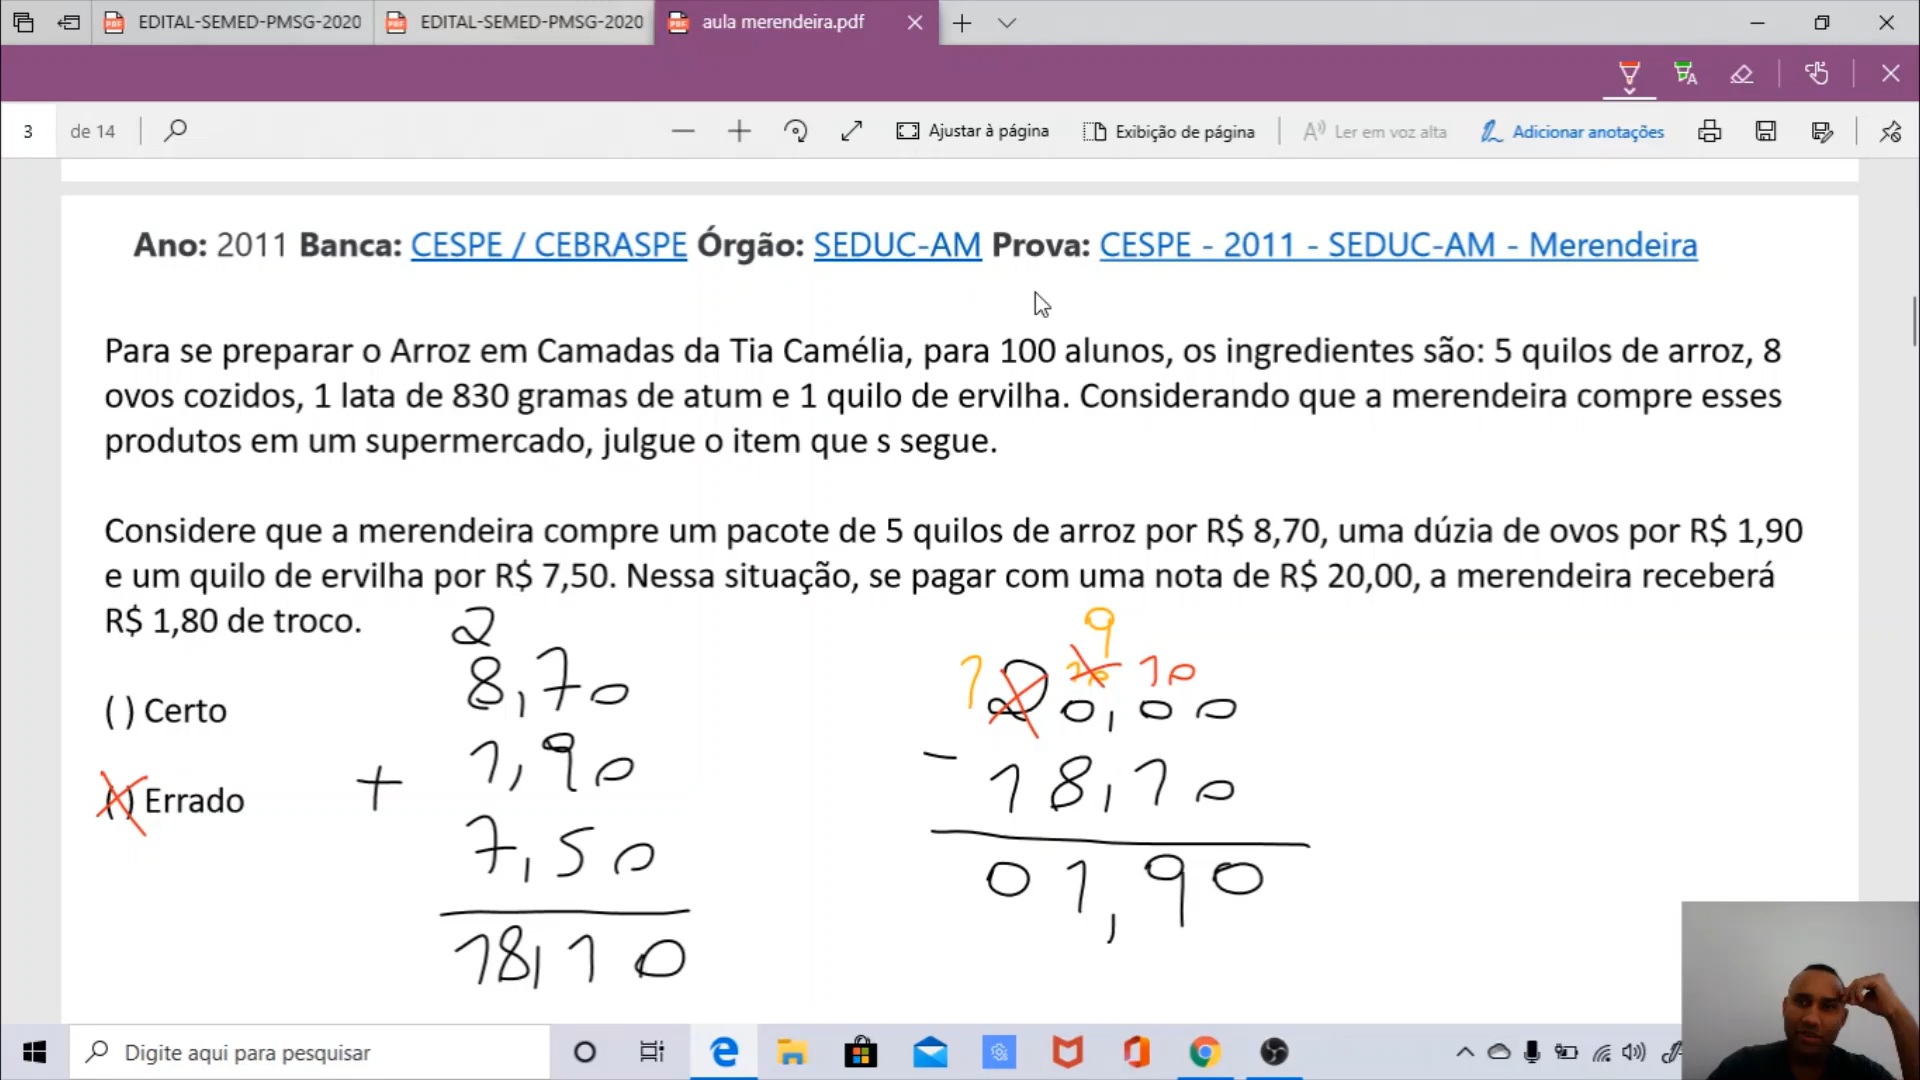 EDITAL-SEMED-PMSG-2020
EDITAL-SEMED-PMSG-2020
aula merendeira.pdf
3 de 14
Ajustar à página
Exibição de página
Ler em voz alta
Adicionar anotações
Ano: 2011 Banca: CESPE / CEBRASPE Órgão: SEDUC-AM Prova: CESPE - 2011 - SEDUC-AM - Merendeira
Para se preparar o Arroz em Camadas da Tia Camélia, para 100 alunos, os ingredientes são: 5 quilos de arroz, 8
ovos cozidos, 1 lata de 830 gramas de atum e 1 quilo de ervilha. Considerando que a merendeira compre esses
produtos em um supermercado, julgue o item que s segue.
Considere que a merendeira compre um pacote de 5 quilos de arroz por R$ 8,70, uma dúzia de ovos por R$ 1,90
e um quilo de ervilha por R$ 7,50. Nessa situação, se pagar com uma nota de R$ 20,00, a merendeira receberá
R$ 1,80 de troco.
( ) Certo
( ) Errado
2
8,70
+ 1,90
7,50
18,10
9
1 10 10
20,00
- 18,10
01,90
Digite aqui para pesquisar